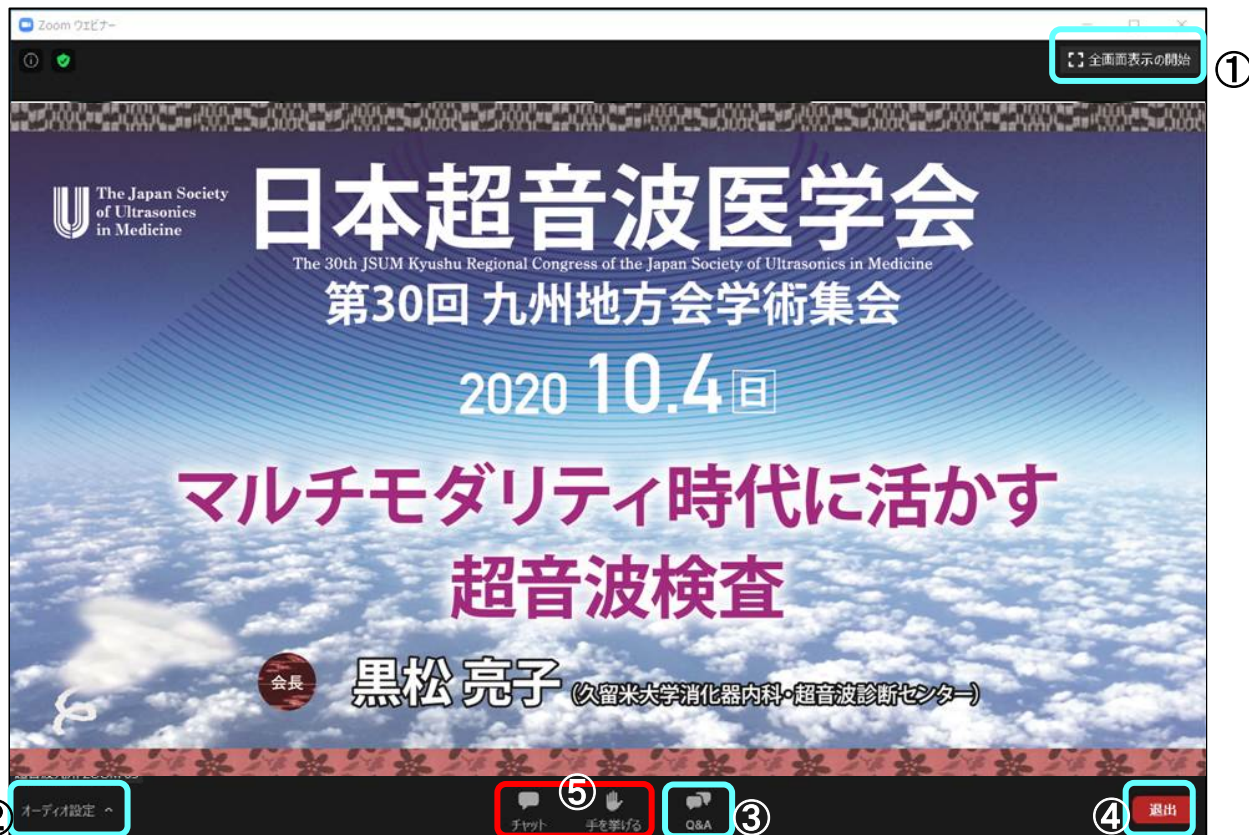 Zoom ウェビナー
全画面表示の開始
①
The Japan Society
of Ultrasonics
in Medicine
日本超音波医学会
The 30th JSUM Kyushu Regional Congress of the Japan Society of Ultrasonics in Medicine
第30回 九州地方会学術集会
2020 10.4 日
マルチモダリティ時代に活かす
超音波検査
会長 黒松 亮子 (久留米大学消化器内科・超音波診断センター)
② オーディオ設定
チャット ⑤ 手を挙げる
Q&A ③
④ 退出